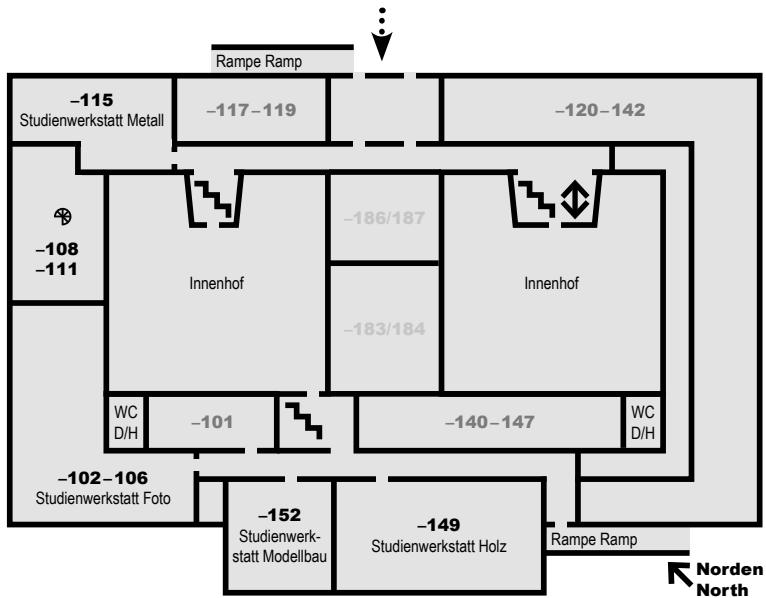 Rampe Ramp
–115
Studienwerkstatt Metall
–117–119
–120–142
–186/187
–108
–111
Innenhof
Innenhof
–183/184
WC
D/H
–101
–140–147
WC
D/H
–102–106
Studienwerkstatt Foto
–152
Studienwerk-
statt Modellbau
–149
Studienwerkstatt Holz
Rampe Ramp
Norden
North